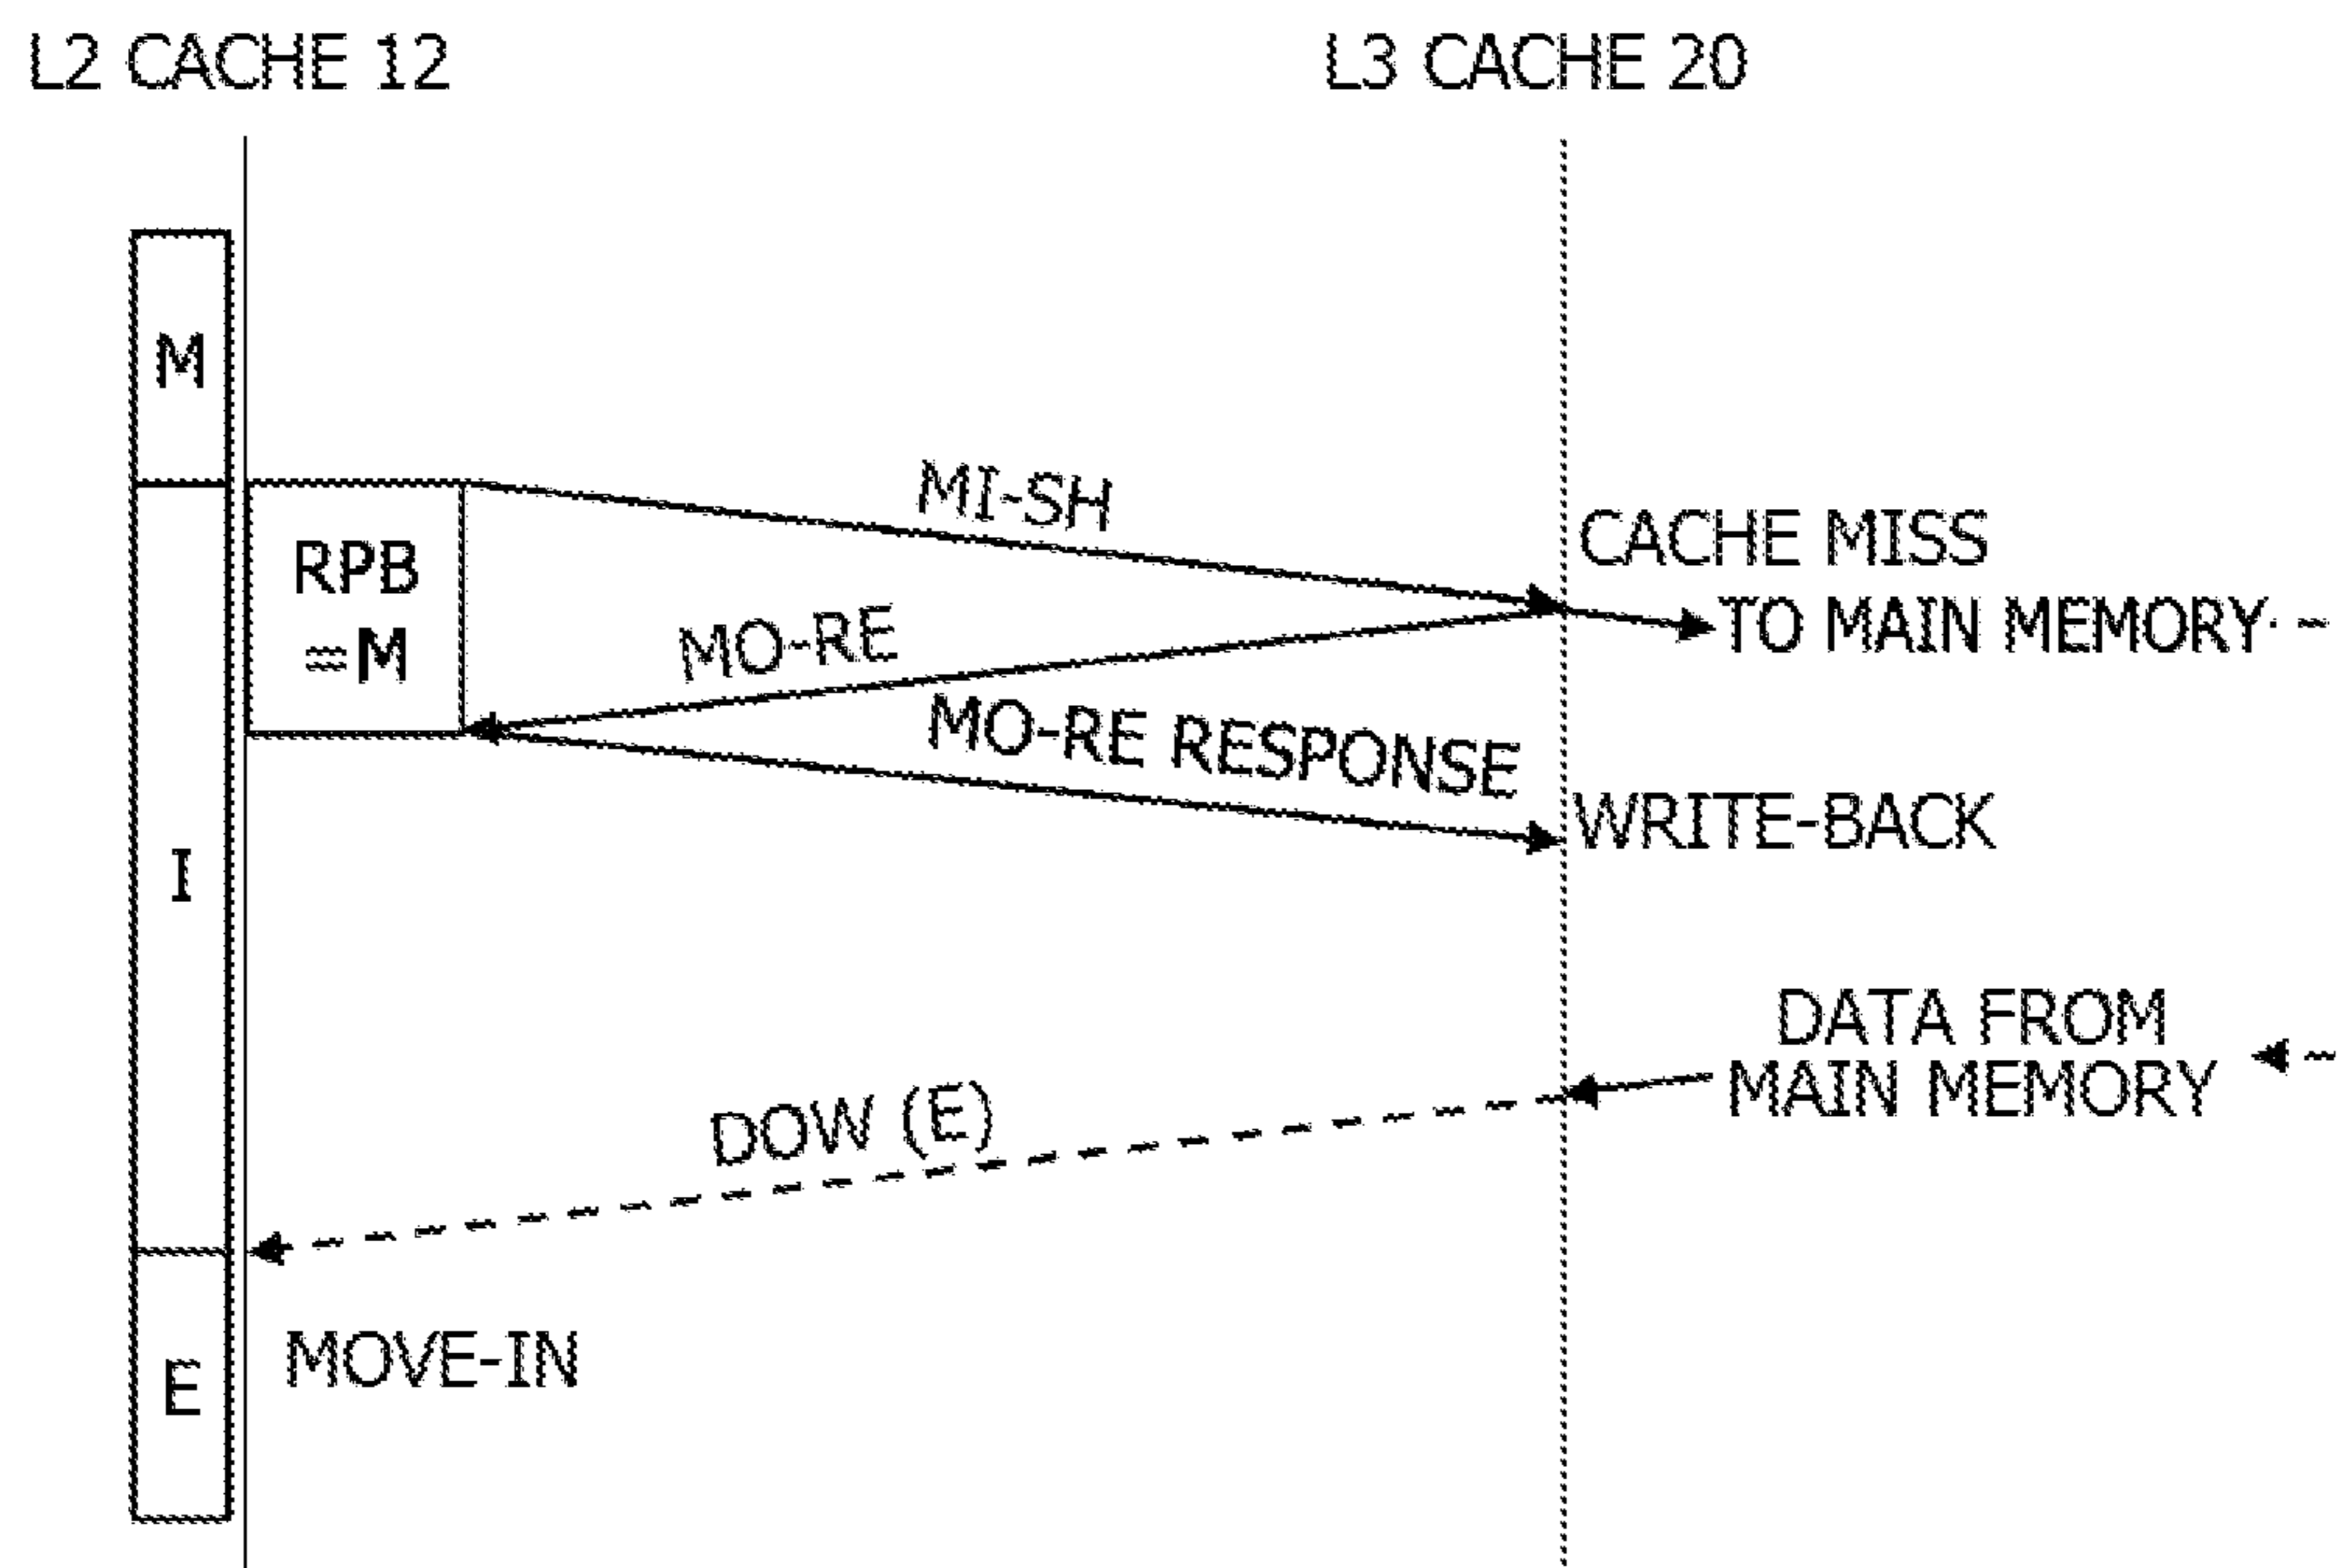 L2 CACHE 12
L3 CACHE 20
M
MI-SH
CACHE MISS
RPB
=M
MO-RE
TO MAIN MEMORY
MO-RE RESPONSE
WRITE-BACK
I
DATA FROM
MAIN MEMORY
DOW (E)
MOVE-IN
E